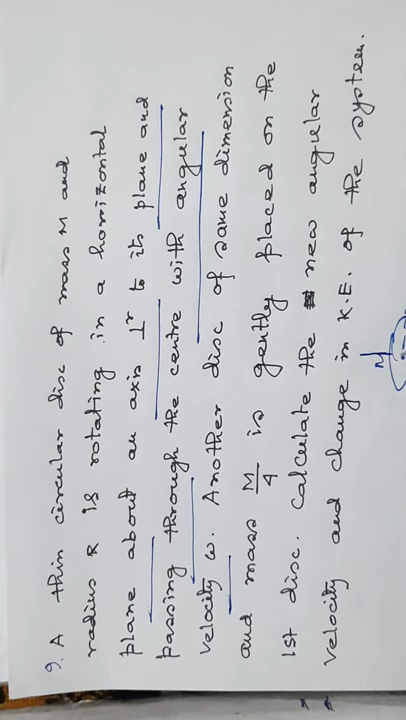 9. A thin circular disc of mass M and
radius R is rotating in a horizontal
plane about an axis ⊥r to its plane and
passing through the centre with angular
velocity ω. Another disc of same dimension
and mass M/4 is gently placed on the
1st disc. Calculate the new angular
velocity and change in K.E. of the system.
M